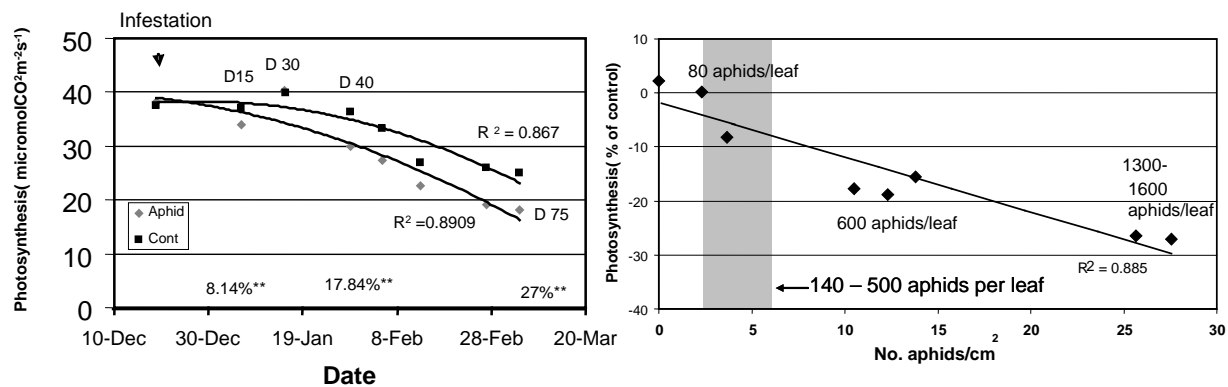 Infestation
Photosynthesis( micromolCO²m⁻²s⁻¹)
50
40
30
20
10
0
D15
D 30
D 40
R ² = 0.867
R² =0.8909
D 75
Aphid
Cont
8.14%**
17.84%**
27%**
10-Dec
30-Dec
19-Jan
8-Feb
28-Feb
20-Mar
Date
Photosynthesis( % of control)
10
0
-10
-20
-30
-40
80 aphids/leaf
600 aphids/leaf
1300-
1600
aphids/leaf
R² = 0.885
140 – 500 aphids per leaf
0
5
10
15
20
25
30
No. aphids/cm²